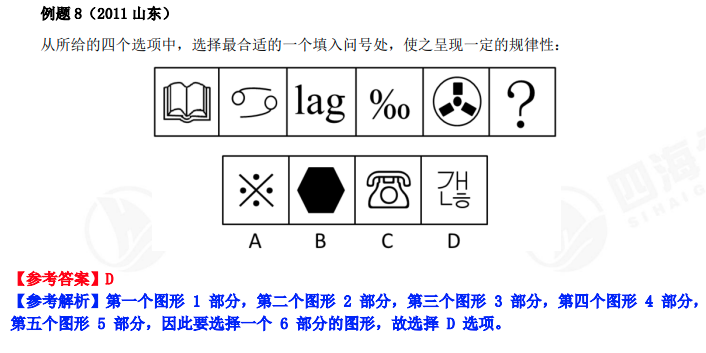 例题 8（2011 山东）
从所给的四个选项中，选择最合适的一个填入问号处，使之呈现一定的规律性：
lag ‰ ?
※
A B C D
【参考答案】D
【参考解析】第一个图形 1 部分，第二个图形 2 部分，第三个图形 3 部分，第四个图形 4 部分，
第五个图形 5 部分，因此要选择一个 6 部分的图形，故选择 D 选项。
四海
SIHAIG